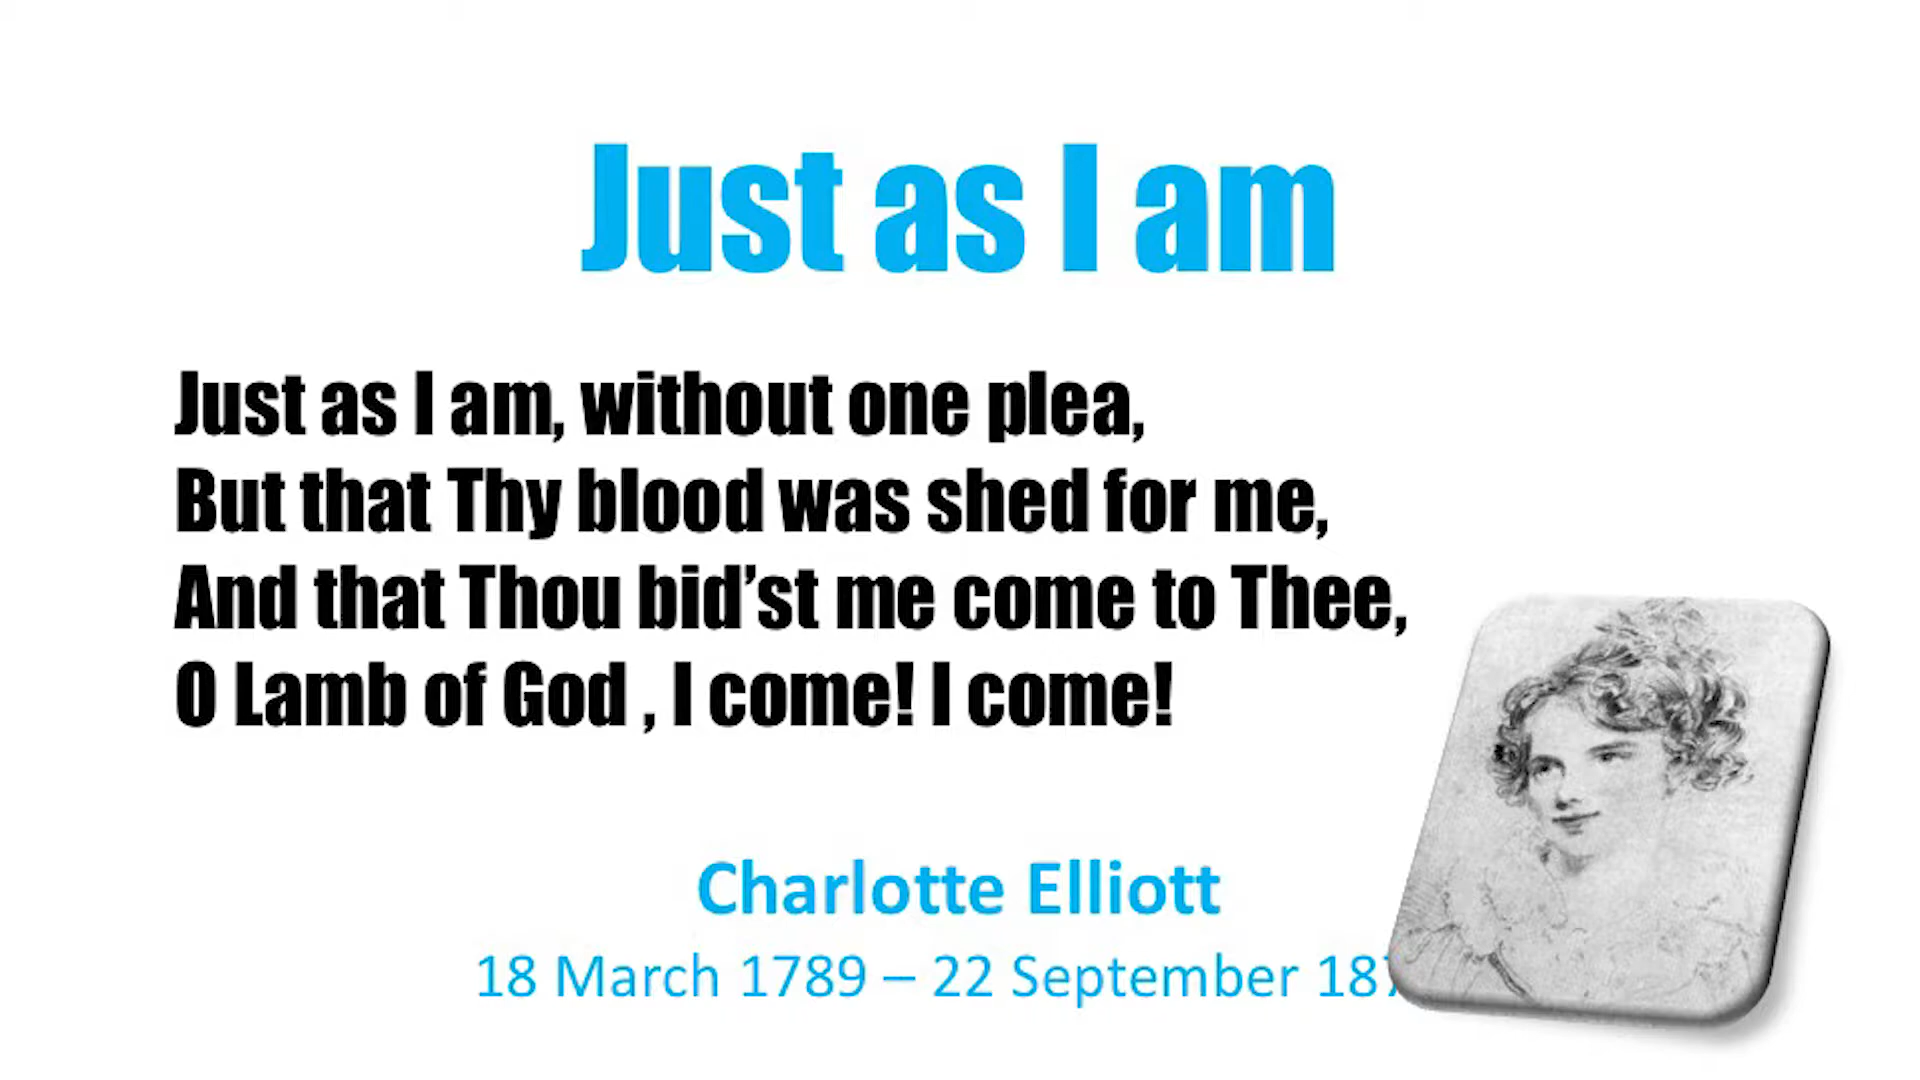 Just as I am
Just as I am, without one plea,
But that Thy blood was shed for me,
And that Thou bid’st me come to Thee,
O Lamb of God , I come! I come!
Charlotte Elliott
18 March 1789 – 22 September